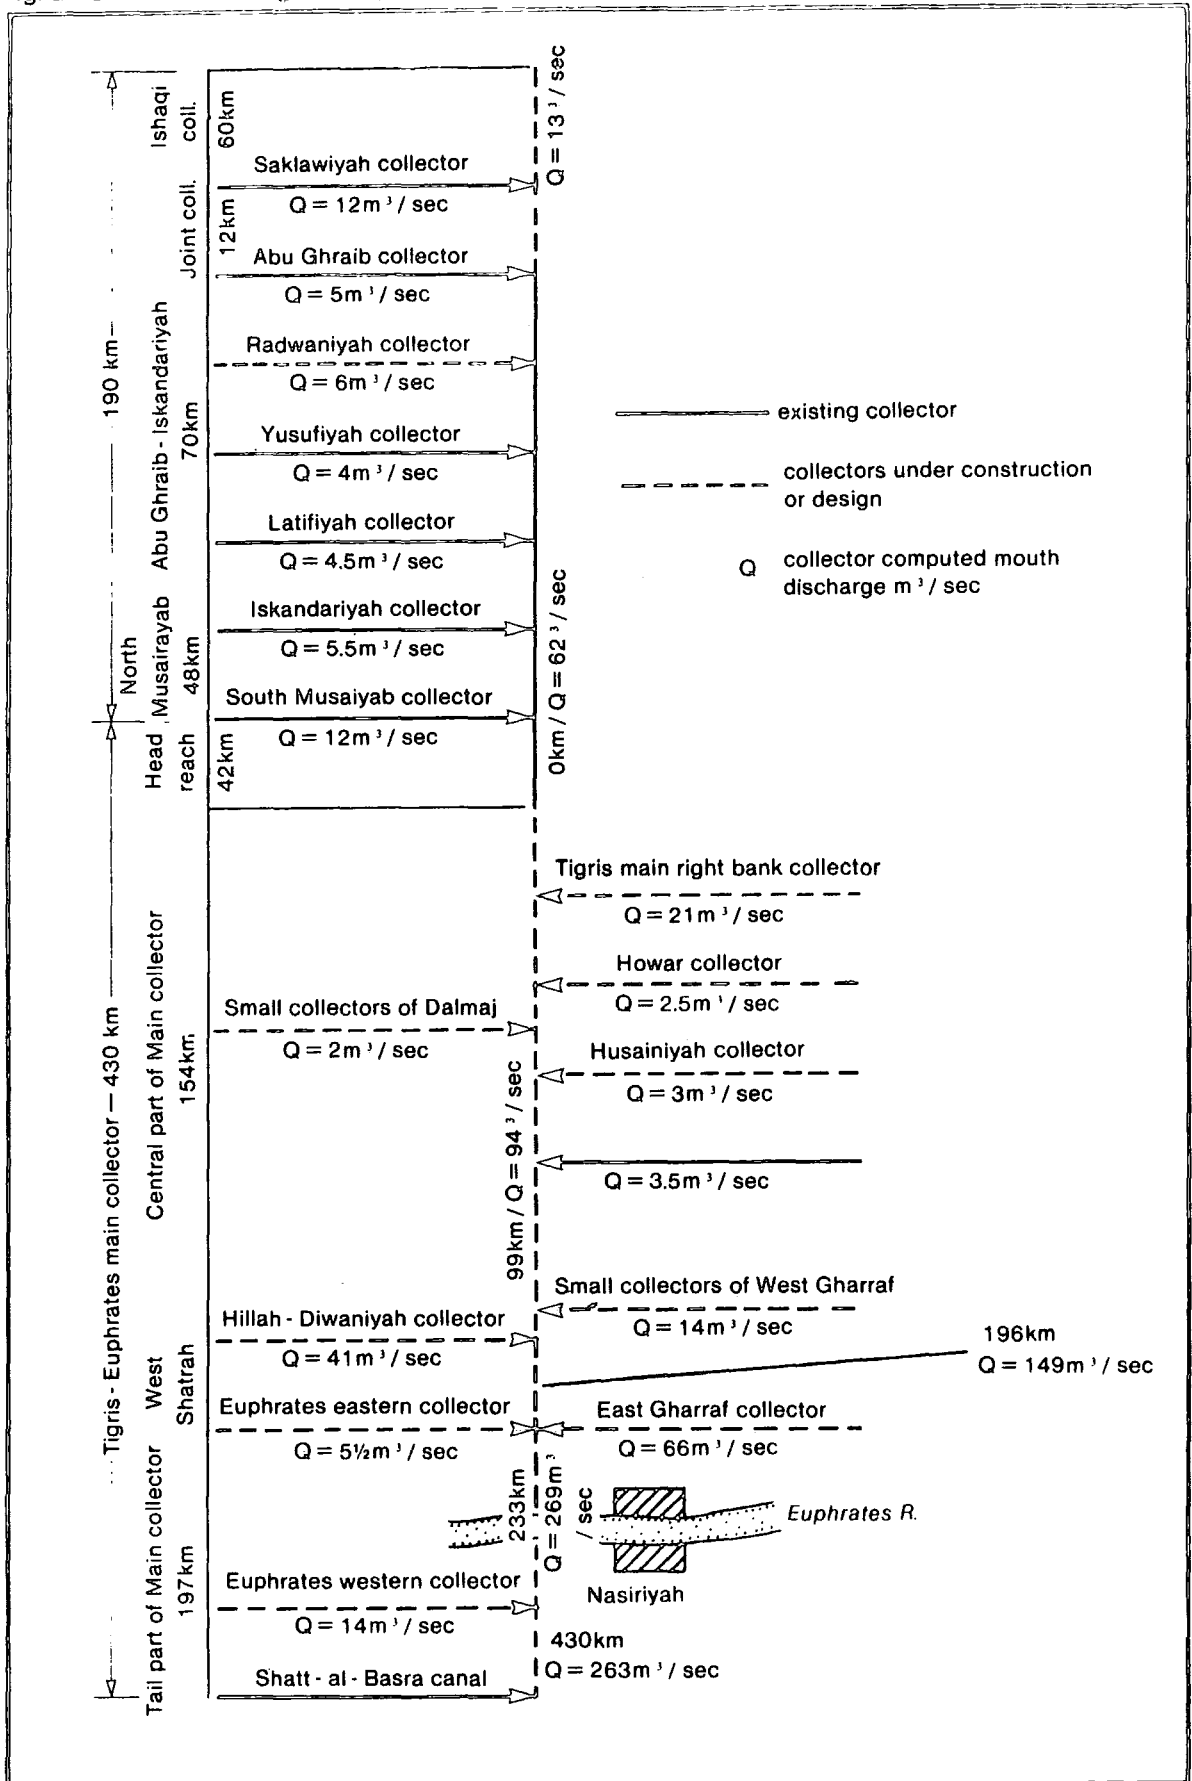 Ishaqi
coll.
60km
Q = 13 ³/ sec
Saklawiyah collector
Q = 12m ³/ sec
Joint coll.
12km
Abu Ghraib collector
Q = 5m ³/ sec
190 km
Abu Ghraib - Iskandariyah
70km
Radwaniyah collector
Q = 6m ³/ sec
Yusufiyah collector
Q = 4m ³/ sec
Latifiyah collector
Q = 4.5m ³/ sec
Iskandariyah collector
Q = 5.5m ³/ sec
North
Musairayab
48km
South Musaiyab collector
Q = 12m ³/ sec
0km / Q = 62 ³/ sec
existing collector
collectors under construction
or design
Q collector computed mouth
discharge m ³/ sec
Head
reach
42km
Tigris - Euphrates main collector — 430 km
Central part of Main collector
154km.
Tigris main right bank collector
Q = 21m ³/ sec
Howar collector
Q = 2.5m ³/ sec
Small collectors of Dalmaj
Q = 2m ³/ sec
Husainiyah collector
Q = 3m ³/ sec
99km / Q = 94 ³/ sec
Q = 3.5m ³/ sec
Small collectors of West Gharraf
Q = 14m ³/ sec
Hillah - Diwaniyah collector
Q = 41m ³/ sec
196km
Q = 149m ³/ sec
West
Shatrah
Euphrates eastern collector
Q = 5½m ³/ sec
East Gharraf collector
Q = 66m ³/ sec
233km
Q = 269m ³
/ sec
Euphrates R.
Nasiriyah
Tail part of Main collector
197km
Euphrates western collector
Q = 14m ³/ sec
430km
Q = 263m ³/ sec
Shatt - al - Basra canal